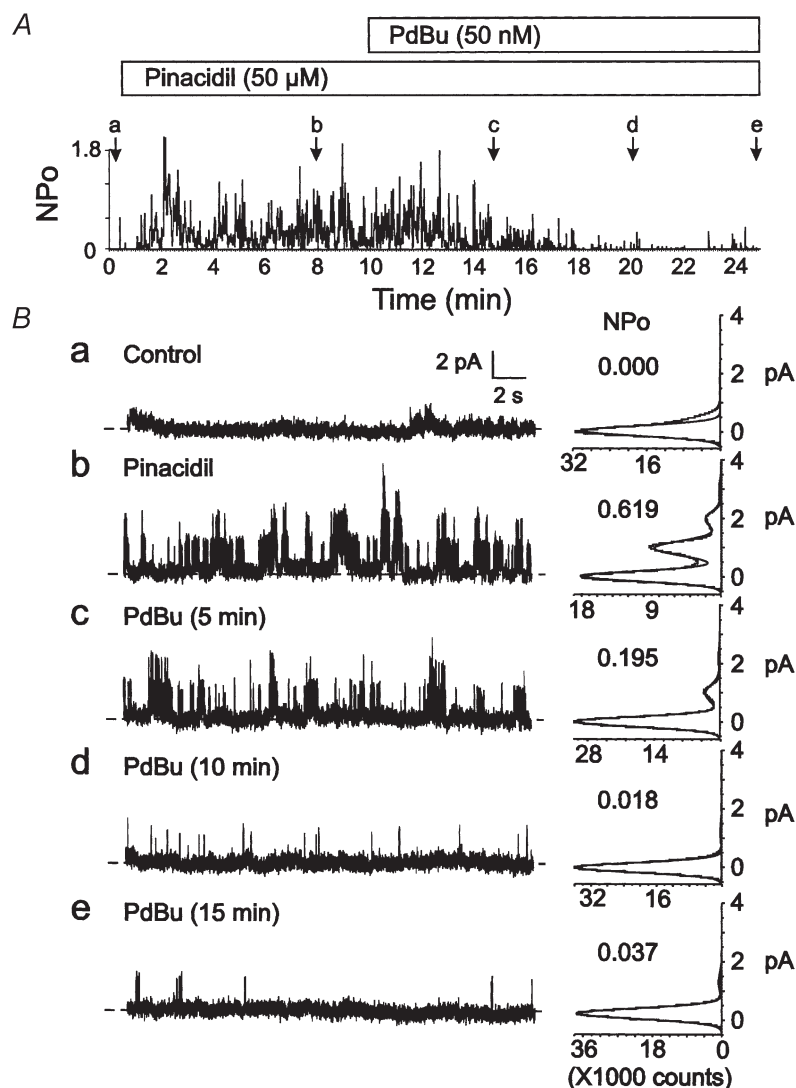 A
PdBu (50 nM)
Pinacidil (50 µM)
a b c d e
1.8
NPo
0
0 2 4 6 8 10 12 14 16 18 20 22 24
Time (min)
B
NPo
a Control
2 pA
2 s
0.000
4
2 pA
0
32 16
b Pinacidil
0.619
4
2 pA
0
18 9
c PdBu (5 min)
0.195
4
2 pA
0
28 14
d PdBu (10 min)
0.018
4
2 pA
0
32 16
e PdBu (15 min)
0.037
4
2 pA
0
36 18 0
(X1000 counts)